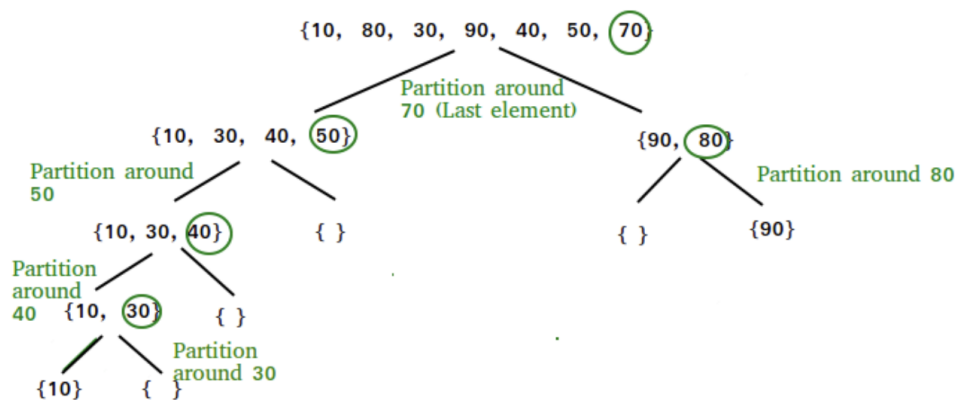 {10, 80, 30, 90, 40, 50, 70}
Partition around
70 (Last element)
{10, 30, 40, 50}
{90, 80}
Partition around
50
Partition around 80
{10, 30, 40}
{ }
{ }
{90}
Partition
around
40
{10, 30}
{ }
Partition
around 30
{10}
{ }